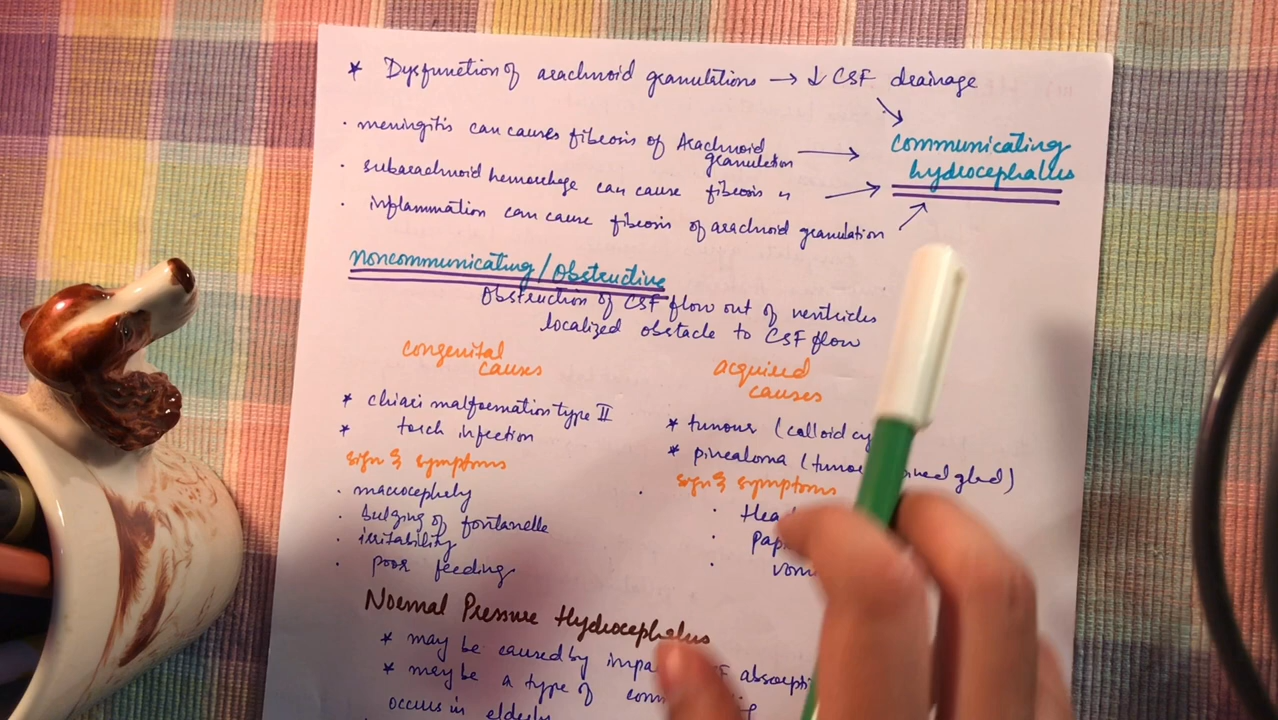 * Dysfunction of arachnoid granulations → ↓ CSF drainage
· meningitis can causes fibrosis of Arachnoid granulation →
communicating hydrocephalus
· subarachnoid hemorrhage can cause fibrosis " →
· inflammation can cause fibrosis of arachnoid granulation
noncommunicating/Obstructive
Obstruction of CSF flow out of ventricles
localized obstacle to CSF flow
congenital causes
* chiari malformation type II
* torch infection
sign & symptoms
· macrocephely
· bulging of fontanelle
· irritability
· poor feeding
acquired causes
* tumour (colloid
* pinealoma
sign & symptoms
Normal Pressure Hydrocephalus
* may be caused by
* may be a type of
occurs in elderly